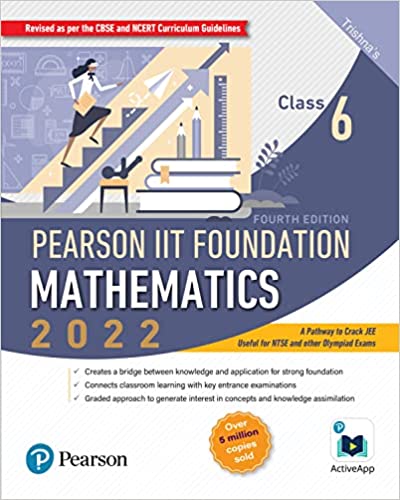 Revised as per the CBSE and NCERT Curriculum Guidelines
Trishna's
Class 6
FOURTH EDITION
PEARSON IIT FOUNDATION
MATHEMATICS
2022
A Pathway to Crack JEE
Useful for NTSE and other Olympiad Exams
Creates a bridge between knowledge and application for strong foundation
Connects classroom learning with key entrance examinations
Graded approach to generate interest in concepts and knowledge assimilation
Over
5 million
copies
sold
P Pearson
P
ActiveApp